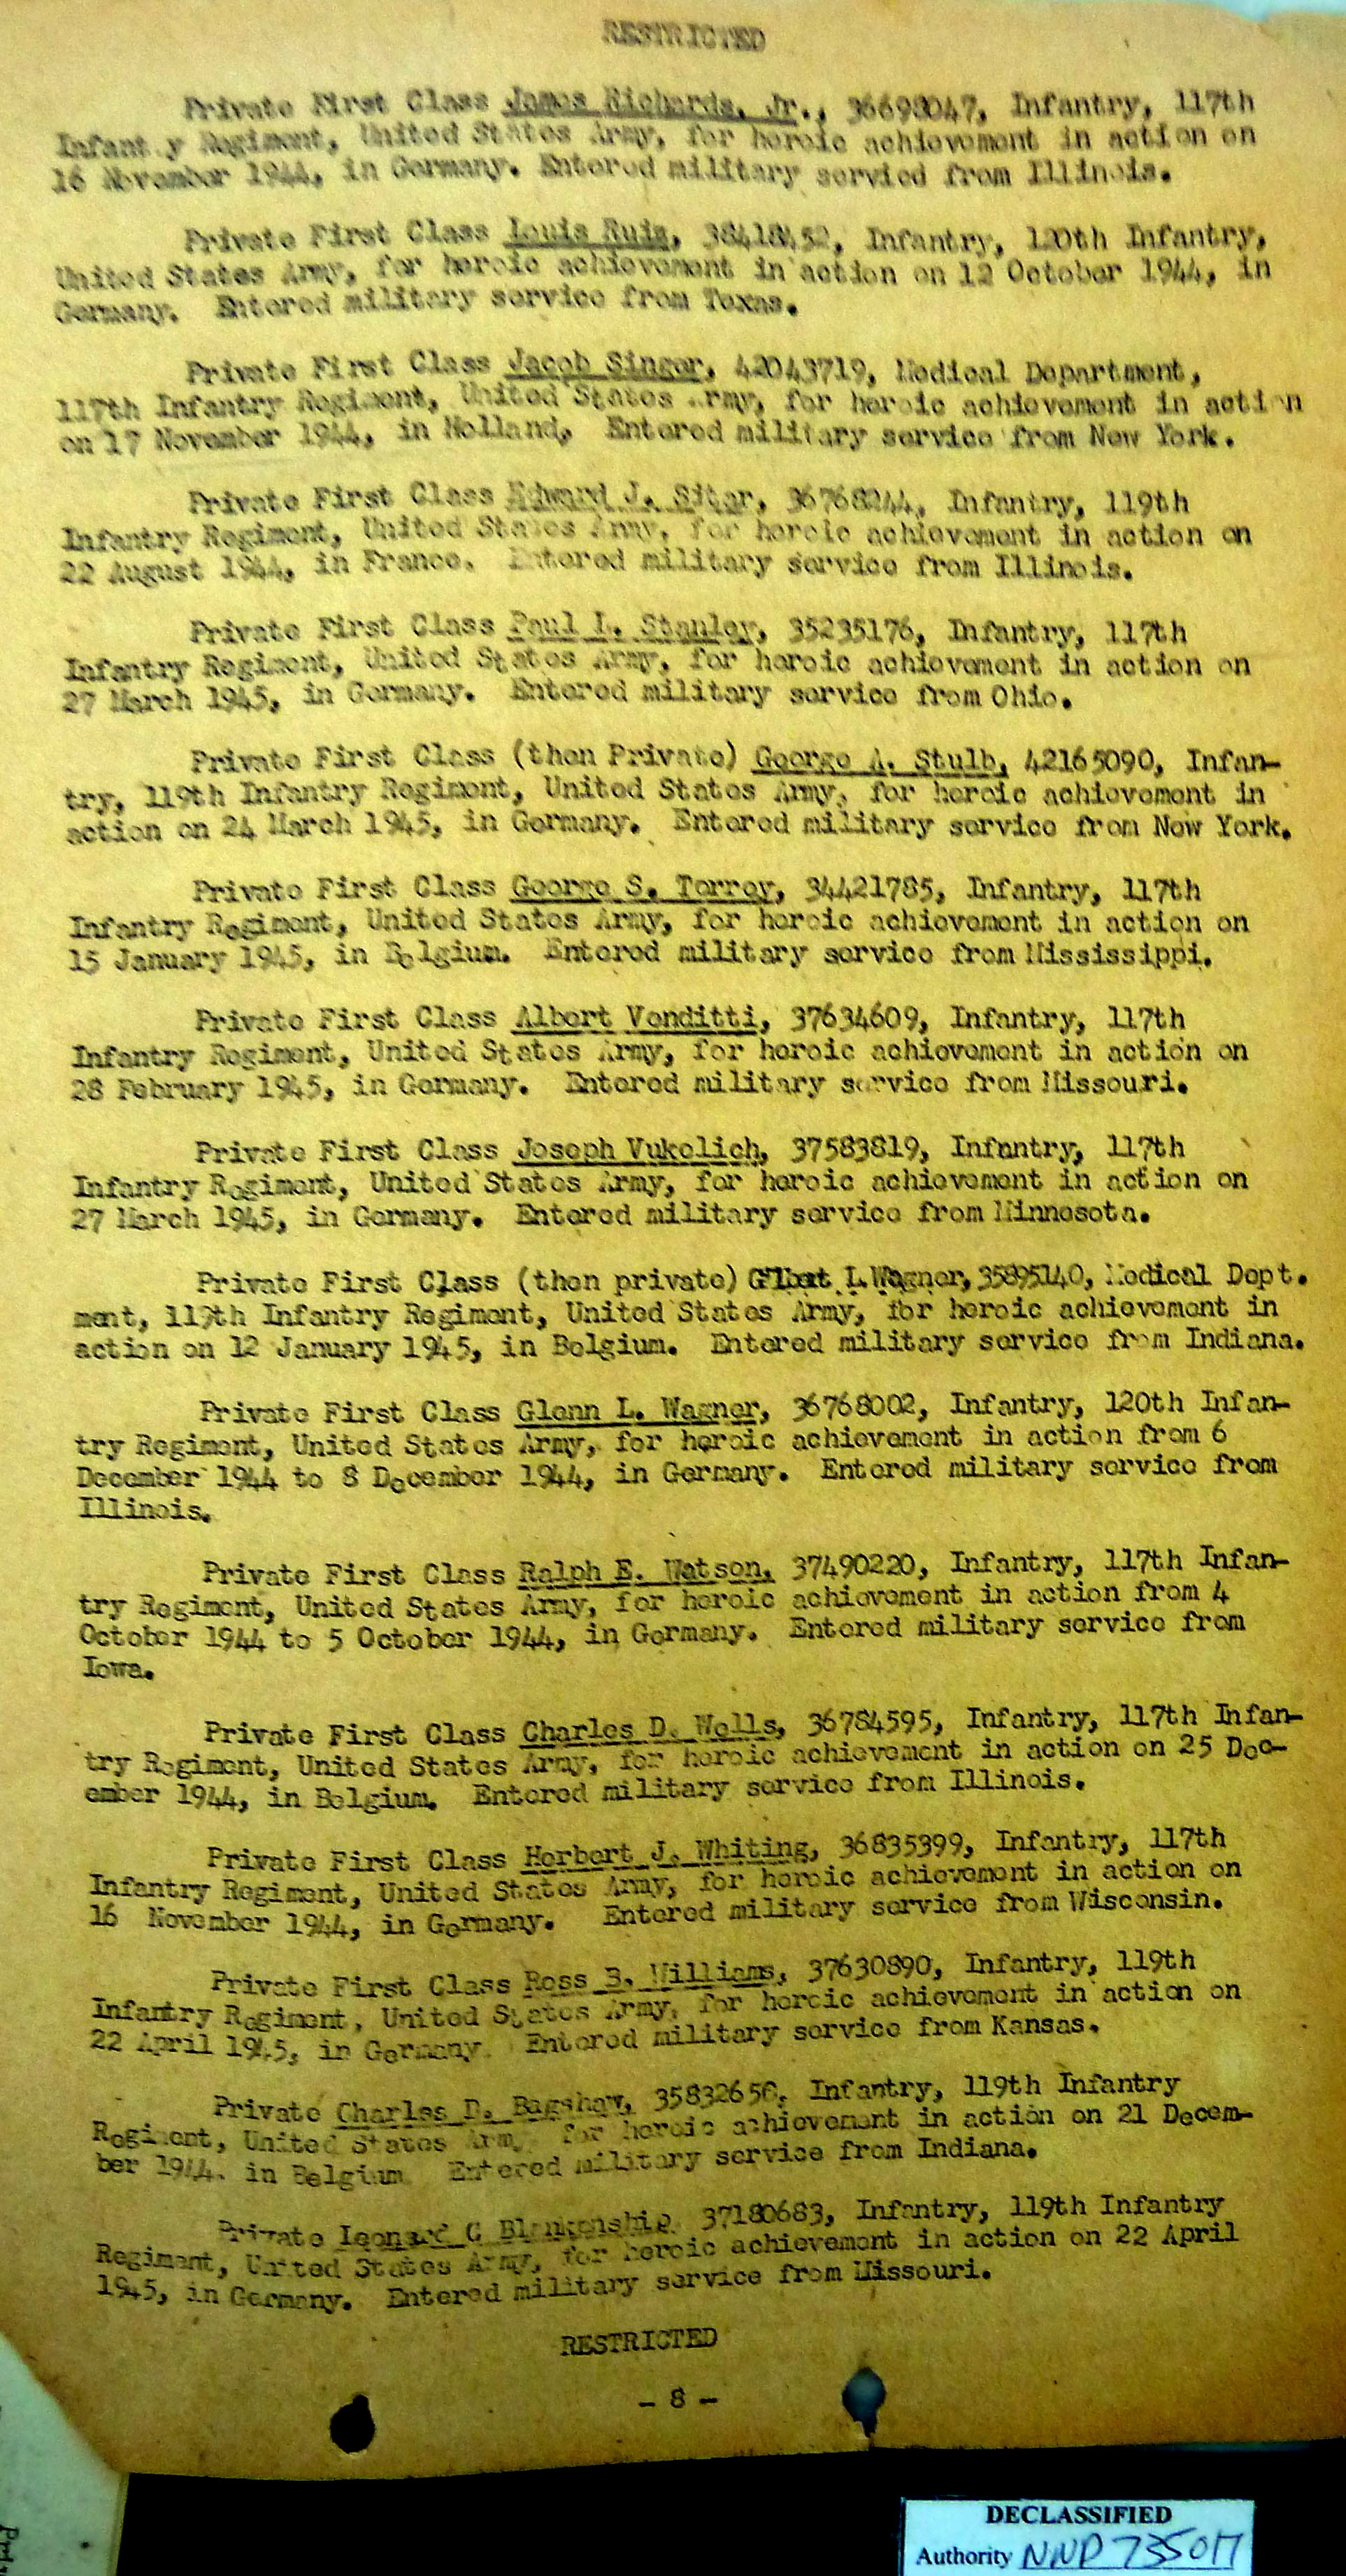 RESTRICTED
Private First Class James Richards, Jr., 36698047, Infantry, 117th
Infant y Regiment, United States Army, for heroic achievement in action on
16 November 1944, in Germany. Entered military serviced from Illinois.
Private First Class Louis Ruiz, 38418452, Infantry, 120th Infantry,
United States Army, for heroic achievement in action on 12 October 1944, in
Germany. Entered military service from Texas.
Private First Class Jacob Singer, 42043719, Medical Department,
117th Infantry Regiment, United States Army, for heroic achievement in action
on 17 November 1944, in Holland, Entered military service from New York.
Private First Class Edward J. Sitar, 36768244, Infantry, 119th
Infantry Regiment, United States Army, for heroic achievement in action on
22 August 1944, in France. Entered military service from Illinois.
Private First Class Paul L. Stanley, 35235176, Infantry, 117th
Infantry Regiment, United States Army, for heroic achievement in action on
27 March 1945, in Germany. Entered military service from Ohio.
Private First Class (then Private) George A. Stulb, 42165090, Infan-
try, 119th Infantry Regiment, United States Army, for heroic achievement in
action on 24 March 1945, in Germany. Entered military service from New York.
Private First Class George S. Torrey, 34421785, Infantry, 117th
Infantry Regiment, United States Army, for heroic achievement in action on
15 January 1945, in Belgium. Entered military service from Mississippi.
Private First Class Albert Venditti, 37634609, Infantry, 117th
Infantry Regiment, United States Army, for heroic achievement in action on
28 February 1945, in Germany. Entered military service from Missouri.
Private First Class Joseph Vukelich, 37583819, Infantry, 117th
Infantry Regiment, United States Army, for heroic achievement in action on
27 March 1945, in Germany. Entered military service from Minnesota.
Private First Class (then private) Gilbert L. Wagner, 35895140, Medical Dept.
ment, 119th Infantry Regiment, United States Army, for heroic achievement in
action on 12 January 1945, in Belgium. Entered military service from Indiana.
Private First Class Glenn L. Wagner, 36768002, Infantry, 120th Infan-
try Regiment, United States Army, for heroic achievement in action from 6
December 1944 to 8 December 1944, in Germany. Entered military service from
Illinois.
Private First Class Ralph E. Watson, 37490220, Infantry, 117th Infan-
try Regiment, United States Army, for heroic achievement in action from 4
October 1944 to 5 October 1944, in Germany. Entered military service from
Iowa.
Private First Class Charles D. Wells, 36784595, Infantry, 117th Infan-
try Regiment, United States Army, for heroic achievement in action on 25 Dec-
ember 1944, in Belgium. Entered military service from Illinois.
Private First Class Herbert J. Whiting, 36835399, Infantry, 117th
Infantry Regiment, United States Army, for heroic achievement in action on
16 November 1944, in Germany. Entered military service from Wisconsin.
Private First Class Ross B. Williams, 37630890, Infantry, 119th
Infantry Regiment, United States Army, for heroic achievement in action on
22 April 1945, in Germany. Entered military service from Kansas.
Private Charles D. Bagshaw, 35832656, Infantry, 119th Infantry
Regiment, United States Army for heroic achievement in action on 21 Decem-
ber 1944. in Belgium Entered military service from Indiana.
Private Leonard C Blankenship 37180683, Infantry, 119th Infantry
Regiment, United States Army, for heroic achievement in action on 22 April
1945, in Germany. Entered military service from Missouri.
RESTRICTED
- 8 -
DECLASSIFIED
Authority NND 735017